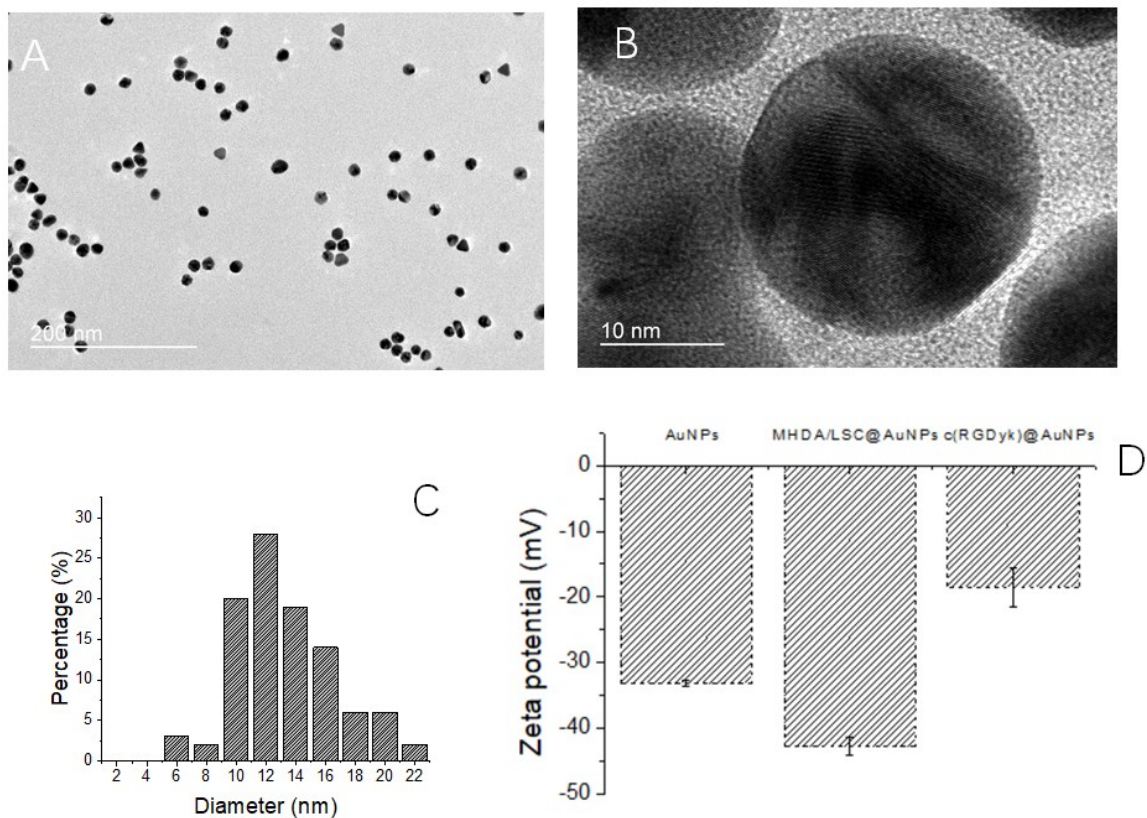 A
200 nm
B
10 nm
C
Percentage (%)
30
25
20
15
10
5
0
2 4 6 8 10 12 14 16 18 20 22
Diameter (nm)
D
AuNPs MHDA/LSC@AuNPs c(RGDyk)@AuNPs
Zeta potential (mV)
0
-10
-20
-30
-40
-50